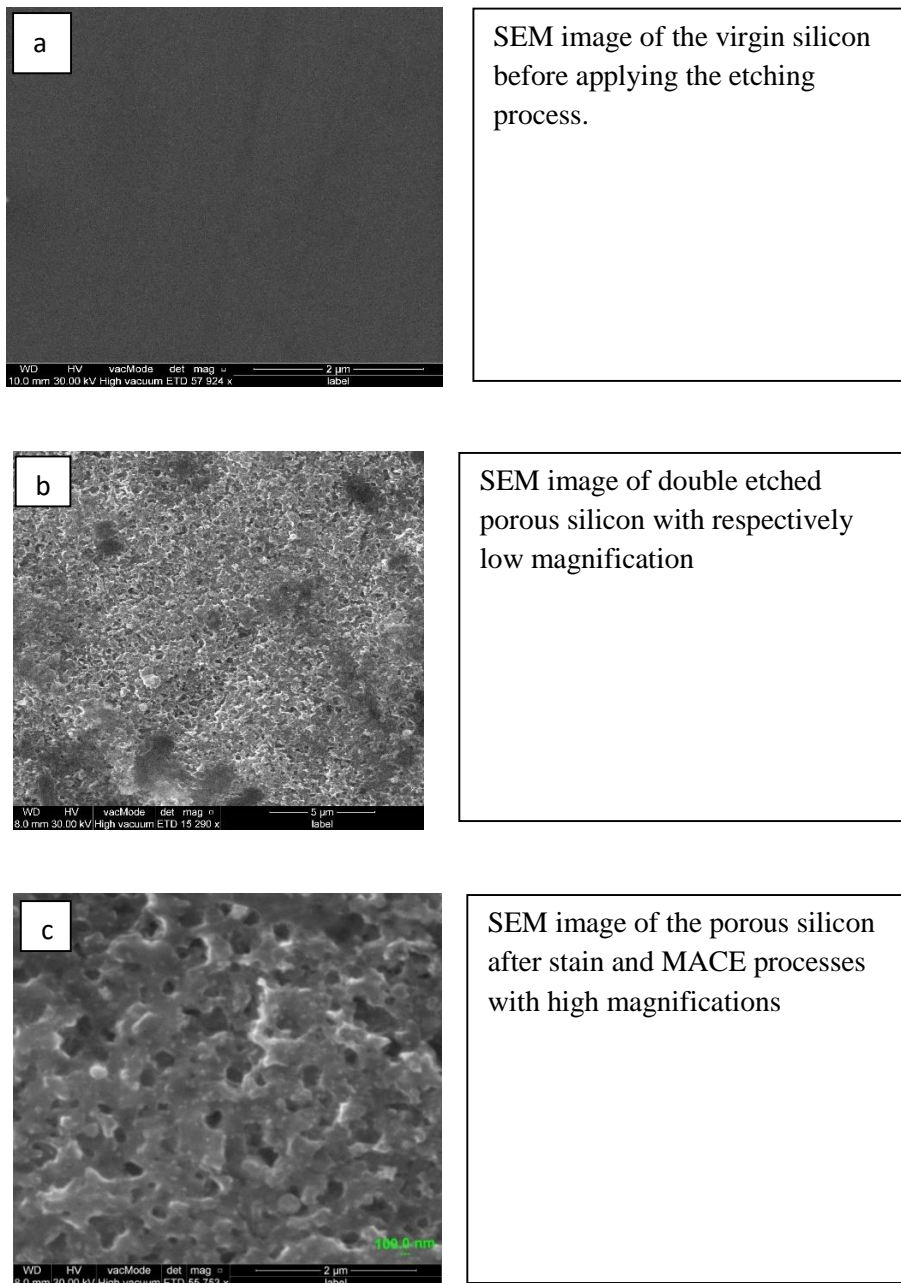 a
SEM image of the virgin silicon
before applying the etching
process.
WD HV vacMode det mag 2 µm
10.0 mm 30.00 kV High vacuum ETD 57 924 x label
b
SEM image of double etched
porous silicon with respectively
low magnification
WD HV vacMode det mag 5 µm
8.0 mm 30.00 kV High vacuum ETD 15 290 x label
c
SEM image of the porous silicon
after stain and MACE processes
with high magnifications
100.0 nm
WD HV vacMode det mag 2 µm
8.0 mm 30.00 kV High vacuum ETD 55 753 x label